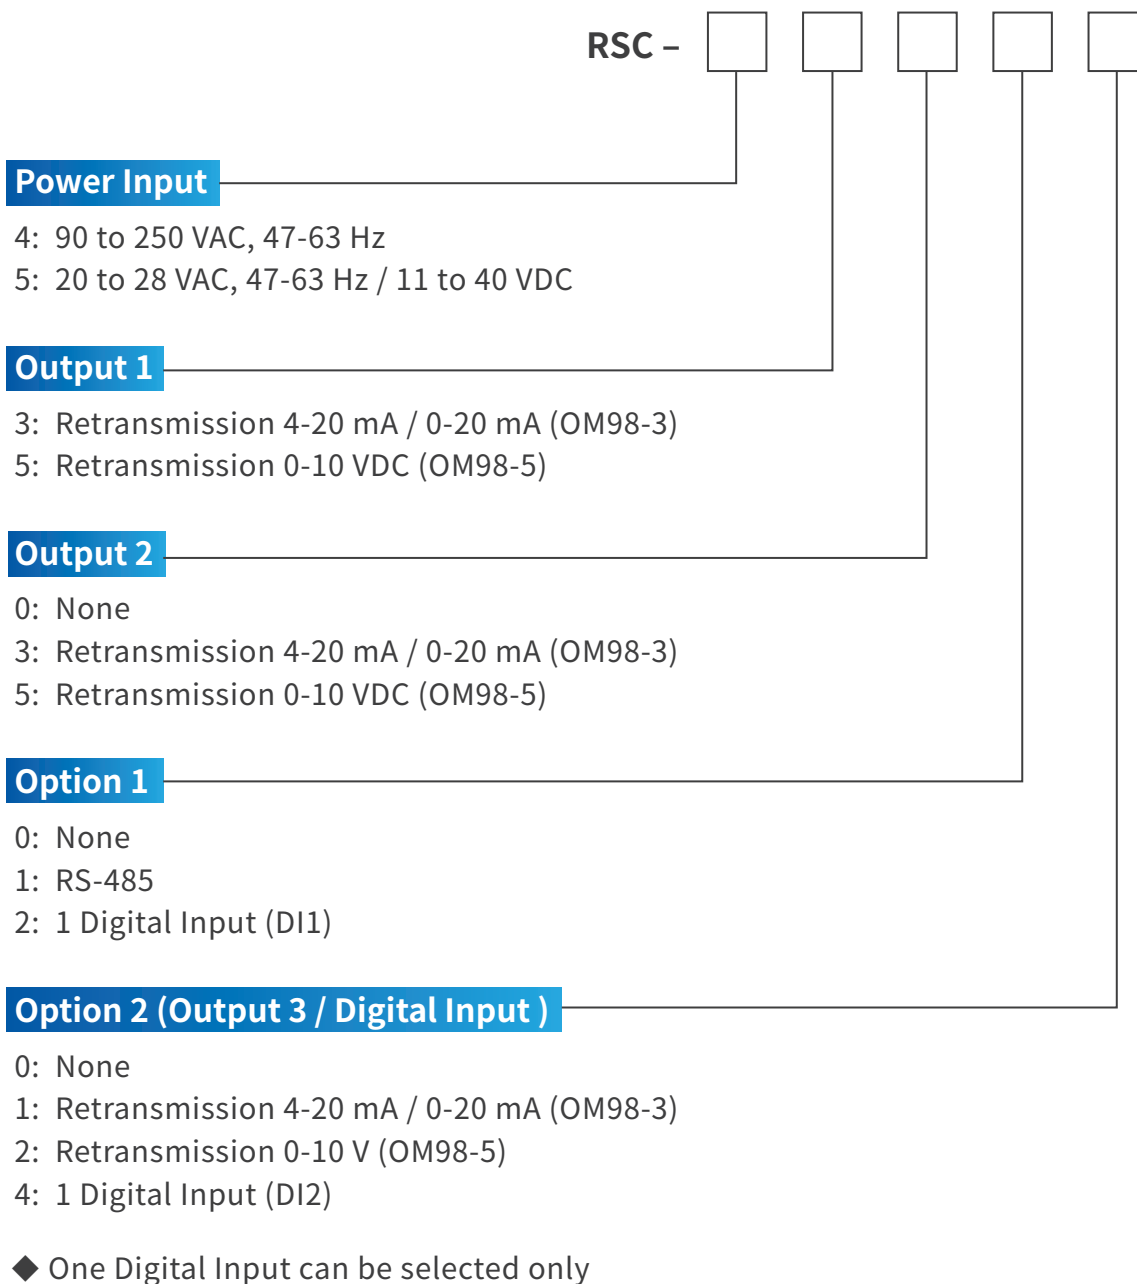 RSC –
Power Input
4: 90 to 250 VAC, 47-63 Hz
5: 20 to 28 VAC, 47-63 Hz / 11 to 40 VDC
Output 1
3: Retransmission 4-20 mA / 0-20 mA (OM98-3)
5: Retransmission 0-10 VDC (OM98-5)
Output 2
0: None
3: Retransmission 4-20 mA / 0-20 mA (OM98-3)
5: Retransmission 0-10 VDC (OM98-5)
Option 1
0: None
1: RS-485
2: 1 Digital Input (DI1)
Option 2 (Output 3 / Digital Input )
0: None
1: Retransmission 4-20 mA / 0-20 mA (OM98-3)
2: Retransmission 0-10 V (OM98-5)
4: 1 Digital Input (DI2)
◆ One Digital Input can be selected only